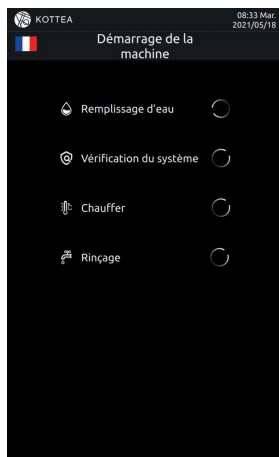 KOTTEA
08:33 Mar.
2021/05/18
Démarrage de la
machine
Remplissage d'eau
Vérification du système
Chauffer
Rinçage